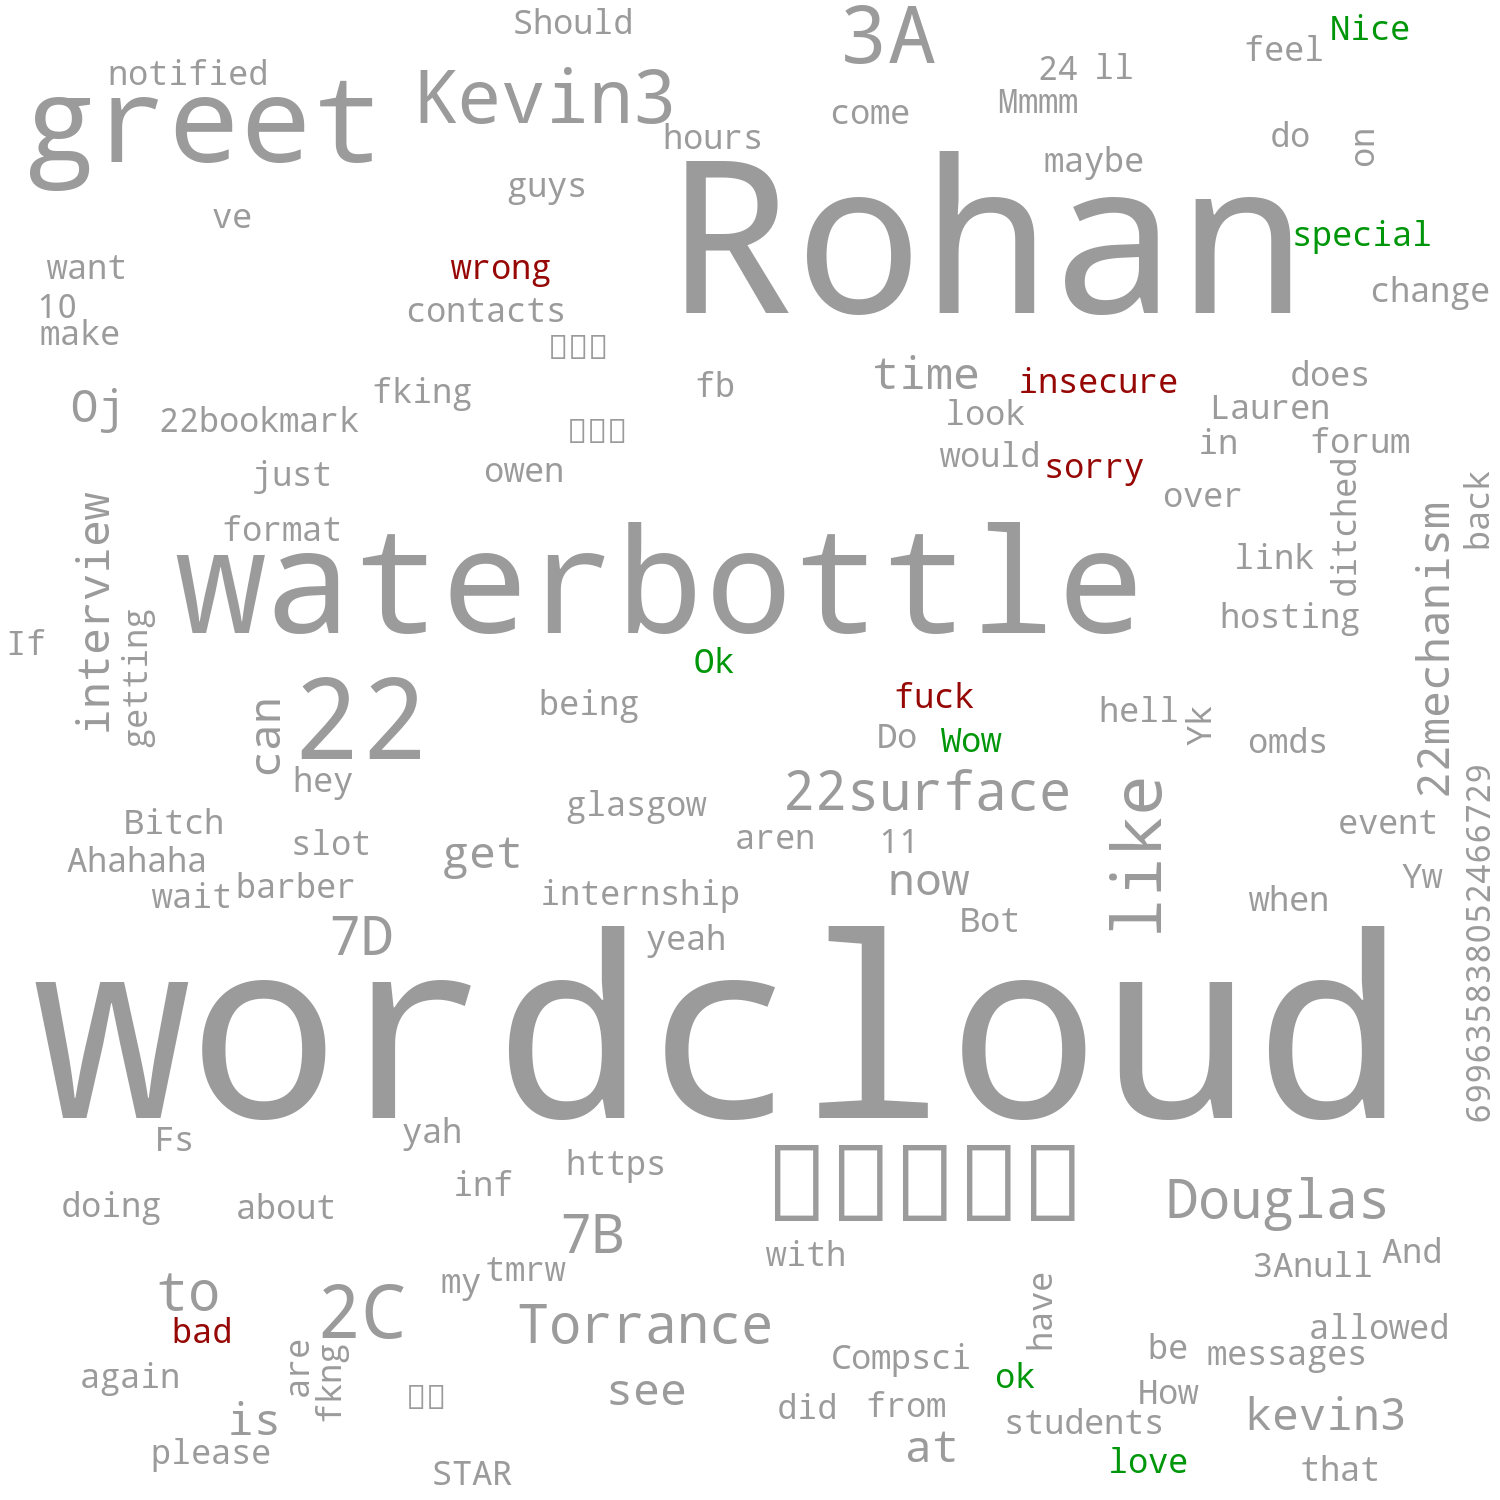 Should
3A
Nice
notified
greet
Kevin3
24
ll
feel
Mmmm
come
hours
do
on
maybe
Rohan
guys
ve
special
want
wrong
10
contacts
change
make
time
insecure
does
fking
fb
Oj
22bookmark
look
Lauren
in
forum
would
sorry
just
owen
over
ditched
back
interview
format
waterbottle
link
22mechanism
hosting
If
getting
Ok
can
22
being
fuck
hell
Yk
Do
Wow
omds
hey
22surface
like
glasgow
6996358383805246672​9
Bitch
slot
get
aren
11
event
Ahahaha
now
Yw
wait
barber
internship
when
7D
yeah
Bot
wordcloud
Fs
yah
https
inf
doing
about
Douglas
7B
with
tmrw
my
3Anull
And
to
2C
Torrance
have
bad
allowed
are
fkng
again
Compsci
be
messages
see
ok
How
did
from
students
kevin3
is
please
at
STAR
love
that